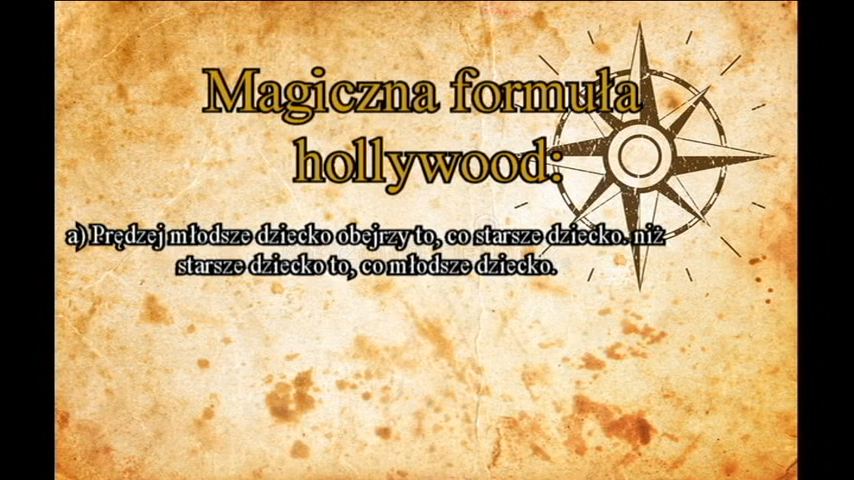 Magiczna formuła
hollywood:
a) Prędzej młodsze dziecko obejrzy to, co starsze dziecko. niż
starsze dziecko to, co młodsze dziecko.